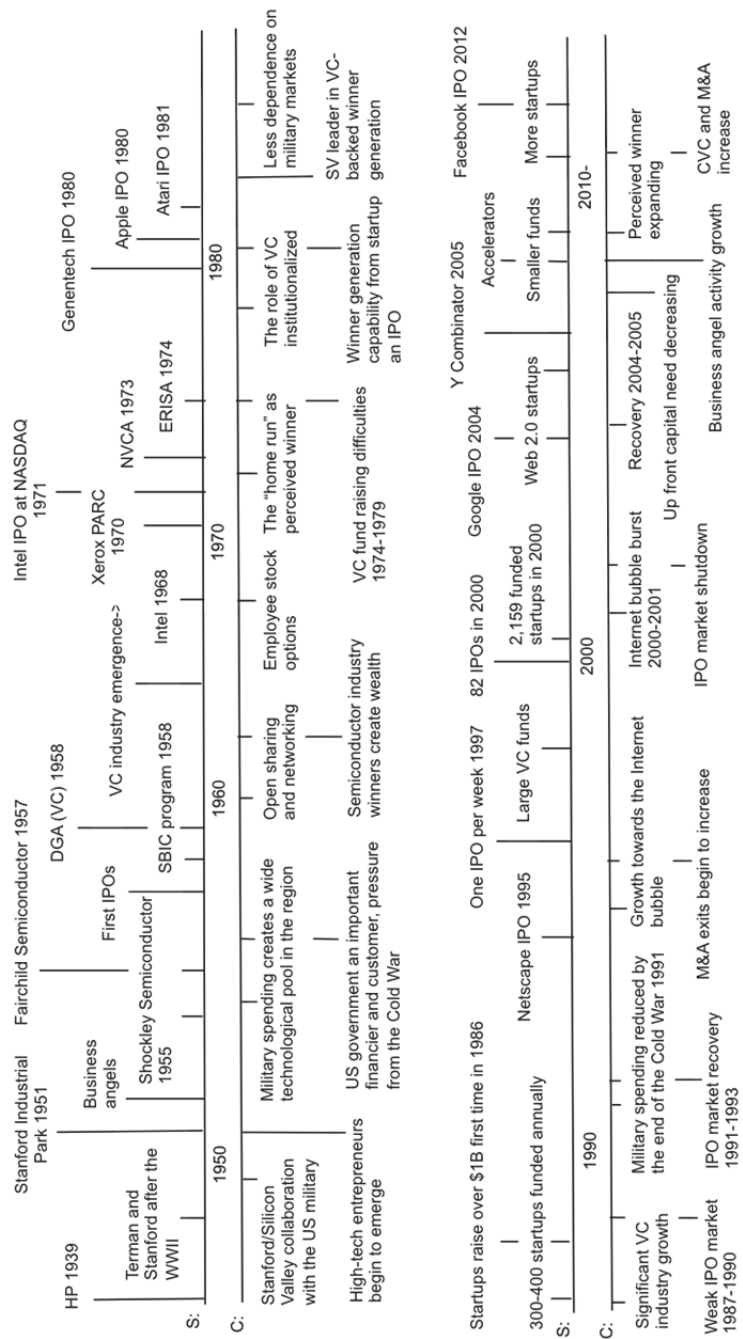 HP 1939
Terman and
Stanford after the
WWII
Stanford Industrial
Park 1951
Business
angels
Shockley Semiconductor
1955
Fairchild Semiconductor 1957
First IPOs
SBIC program 1958
DGA (VC) 1958
VC industry emergence->
Intel 1968
Xerox PARC
1970
Intel IPO at NASDAQ
1971
NVCA 1973
ERISA 1974
Genentech IPO 1980
Apple IPO 1980
Atari IPO 1981
S:
1950
1960
1970
1980
C:
Stanford/Silicon
Valley collaboration
with the US military
High-tech entrepreneurs
begin to emerge
Military spending creates a wide
technological pool in the region
US government an important
financier and customer, pressure
from the Cold War
Open sharing
and networking
Semiconductor industry
winners create wealth
Employee stock
options
The "home run" as
perceived winner
VC fund raising difficulties
1974-1979
The role of VC
institutionalized
Winner generation
capability from startup
an IPO
Less dependence on
military markets
SV leader in VC-
backed winner
generation
Startups raise over $1B first time in 1986
300-400 startups funded annually
Netscape IPO 1995
One IPO per week 1997
Large VC funds
82 IPOs in 2000
2,159 funded
startups in 2000
Google IPO 2004
Web 2.0 startups
Y Combinator 2005
Accelerators
Smaller funds
Facebook IPO 2012
More startups
S:
1990
2000
2010-
C:
Significant VC
industry growth
Weak IPO market
1987-1990
Military spending reduced by
the end of the Cold War 1991
IPO market recovery
1991-1993
Growth towards the Internet
bubble
M&A exits begin to increase
Internet bubble burst
2000-2001
IPO market shutdown
Recovery 2004-2005
Up front capital need decreasing
Business angel activity growth
Perceived winner
expanding
CVC and M&A
increase